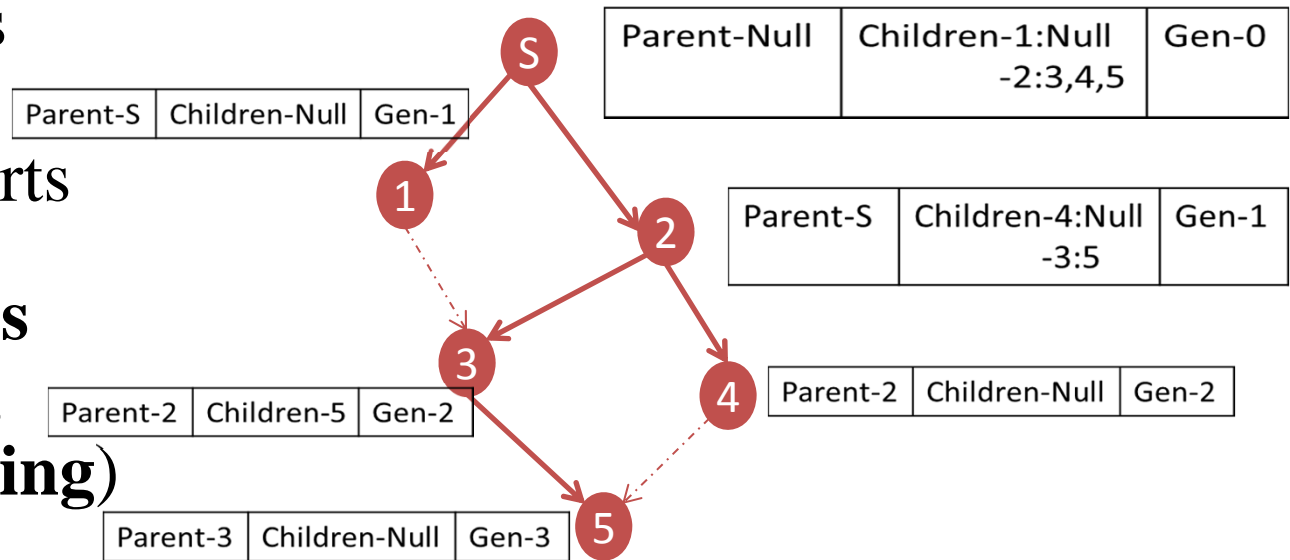 s
S
Parent-Null Children-1:Null Gen-0
-2:3,4,5
Parent-S Children-Null Gen-1
rts
1
2
Parent-S Children-4:Null Gen-1
-3:5
s
3
4
Parent-2 Children-Null Gen-2
Parent-2 Children-5 Gen-2
ing)
Parent-3 Children-Null Gen-3
5